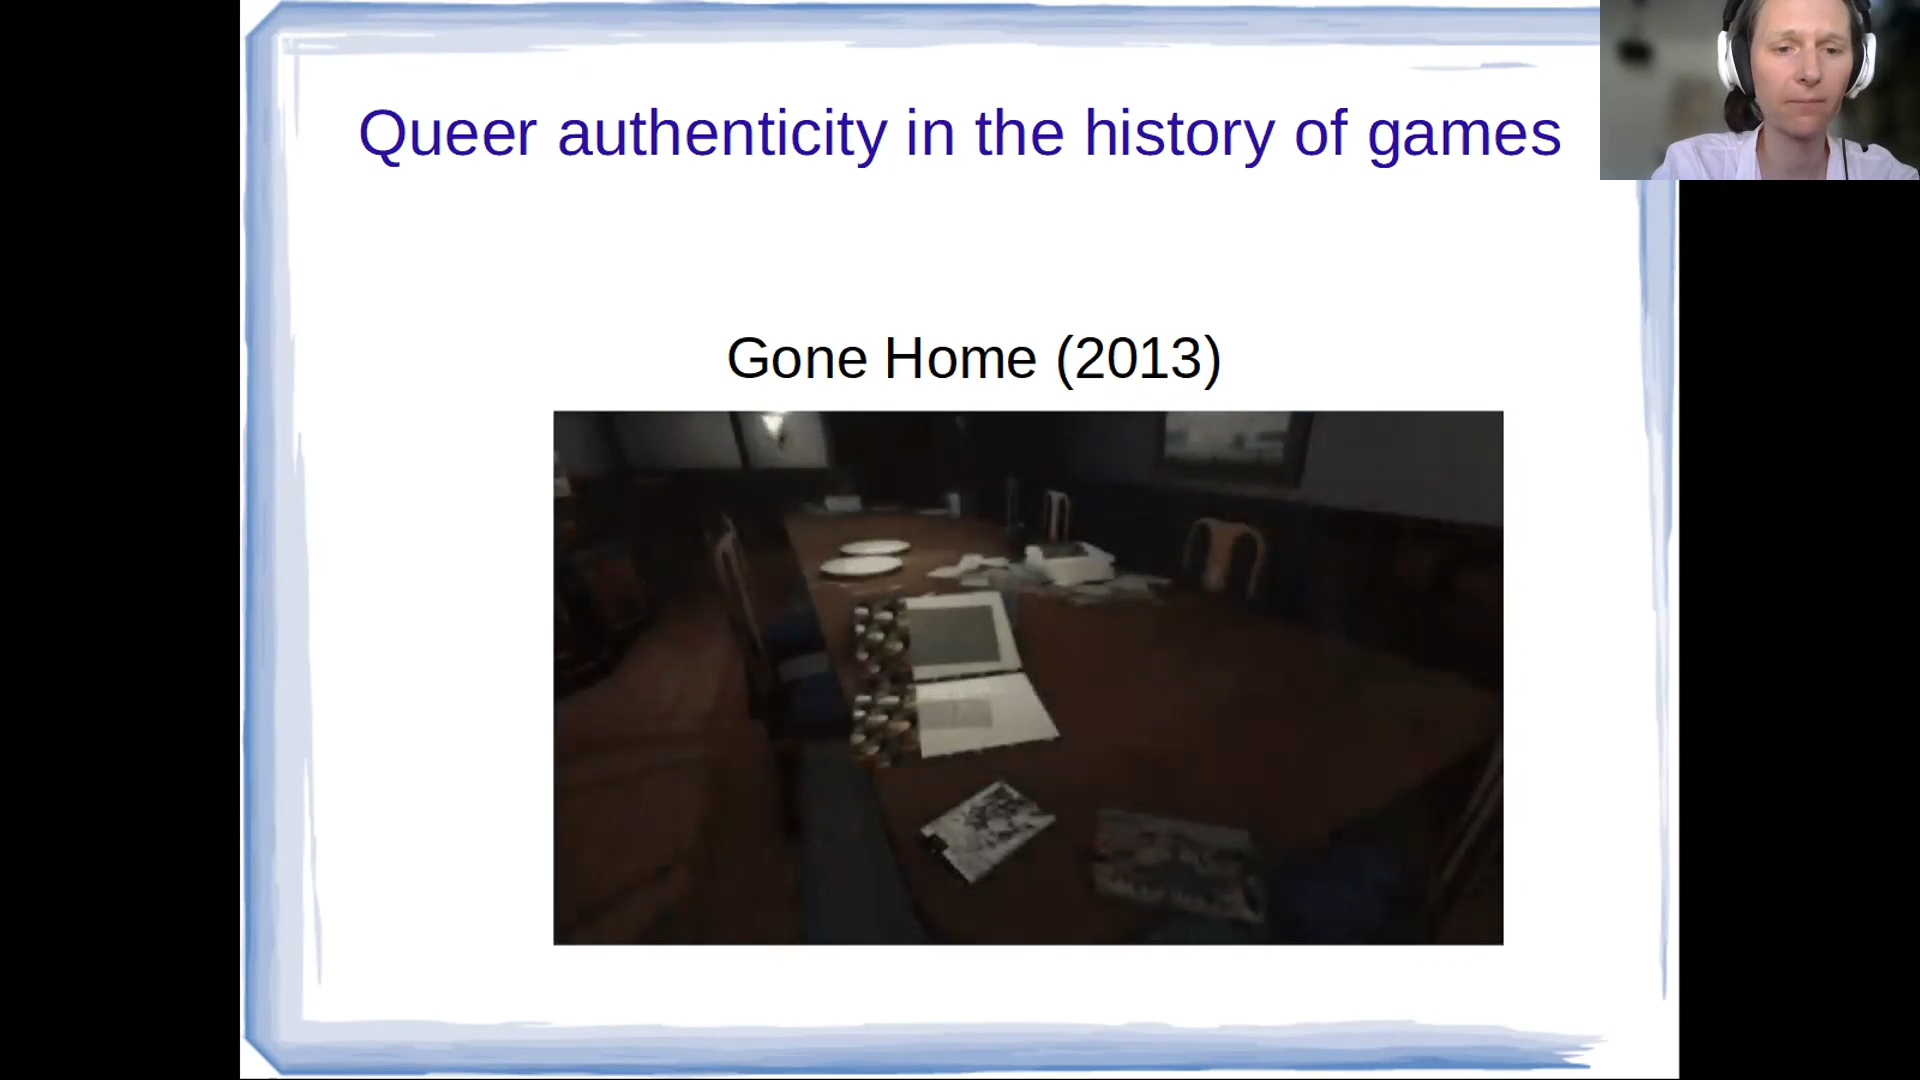 Queer authenticity in the history of games
Gone Home (2013)